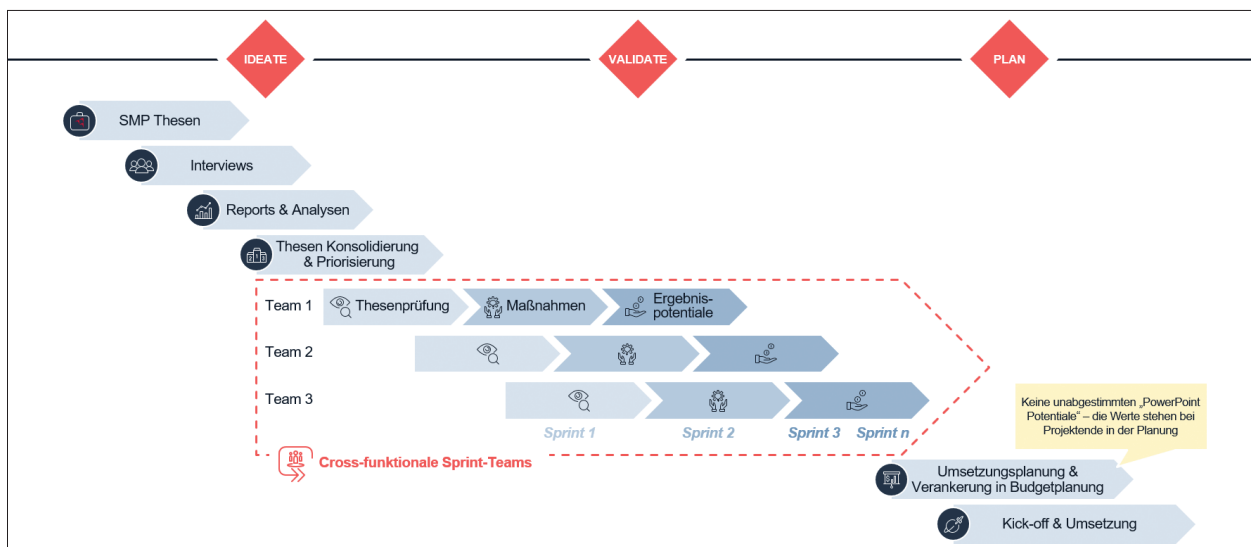 IDEATE
VALIDATE
PLAN
SMP Thesen
Interviews
Reports & Analysen
Thesen Konsolidierung
& Priorisierung
Team 1
Thesenprüfung
Maßnahmen
Ergebnis-
potentiale
Team 2
Team 3
Sprint 1
Sprint 2
Sprint 3
Sprint n
Cross-funktionale Sprint-Teams
Keine unabgestimmten „PowerPoint
Potentiale“ – die Werte stehen bei
Projektende in der Planung
Umsetzungsplanung &
Verankerung in Budgetplanung
Kick-off & Umsetzung